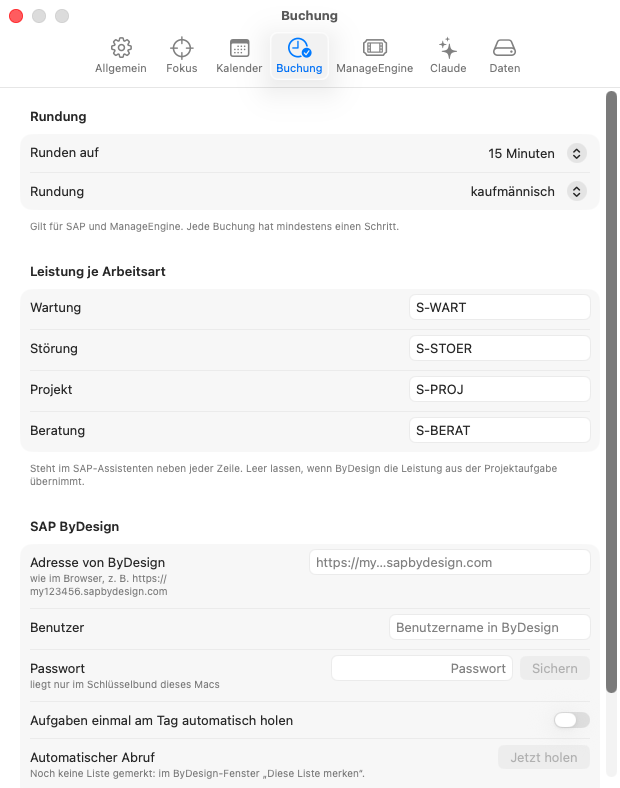 Buchung
Allgemein
Fokus
Kalender
Buchung
ManageEngine
Claude
Daten
Rundung
Runden auf
15 Minuten
Rundung
kaufmännisch
Gilt für SAP und ManageEngine. Jede Buchung hat mindestens einen Schritt.
Leistung je Arbeitsart
Wartung
S-WART
Störung
S-STOER
Projekt
S-PROJ
Beratung
S-BERAT
Steht im SAP-Assistenten neben jeder Zeile. Leer lassen, wenn ByDesign die Leistung aus der Projektaufgabe
übernimmt.
SAP ByDesign
Adresse von ByDesign
https://my...sapbydesign.com
wie im Browser, z. B. https://
my123456.sapbydesign.com
Benutzer
Benutzername in ByDesign
Passwort
Passwort
Sichern
liegt nur im Schlüsselbund dieses Macs
Aufgaben einmal am Tag automatisch holen
Automatischer Abruf
Jetzt holen
Noch keine Liste gemerkt: im ByDesign-Fenster „Diese Liste merken“.